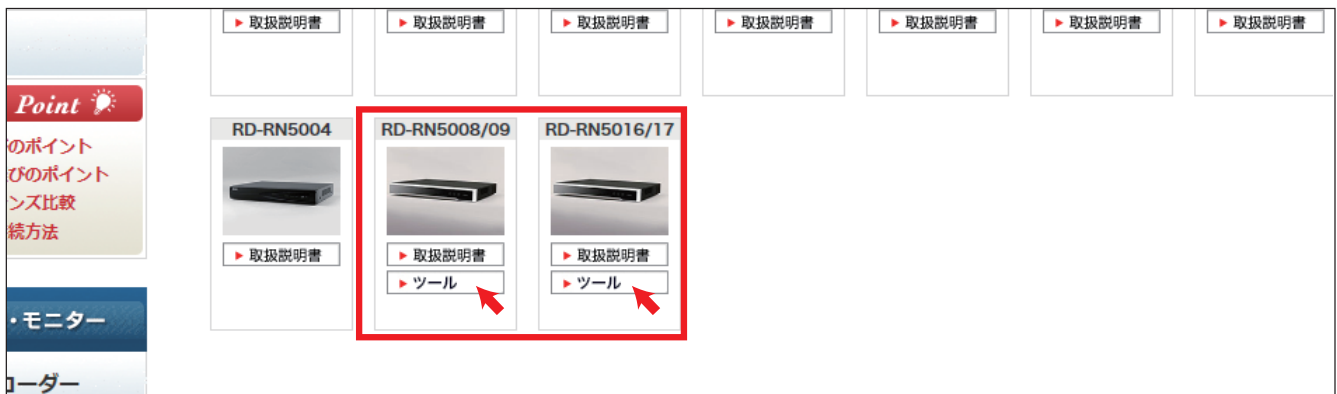 取扱説明書 取扱説明書 取扱説明書 取扱説明書 取扱説明書 取扱説明書 取扱説明書
Point
のポイント
びのポイント
ンズ比較
続方法
RD-RN5004 RD-RN5008/09 RD-RN5016/17
取扱説明書 取扱説明書 取扱説明書
ツール ツール
・モニター
コーダー